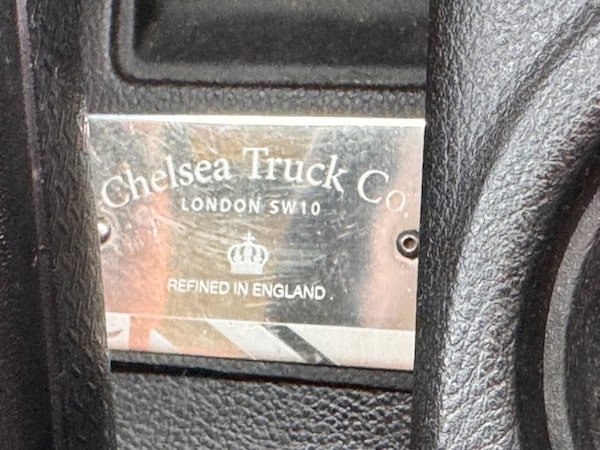 Chelsea Truck Co.
LONDON SW10
REFINED IN ENGLAND